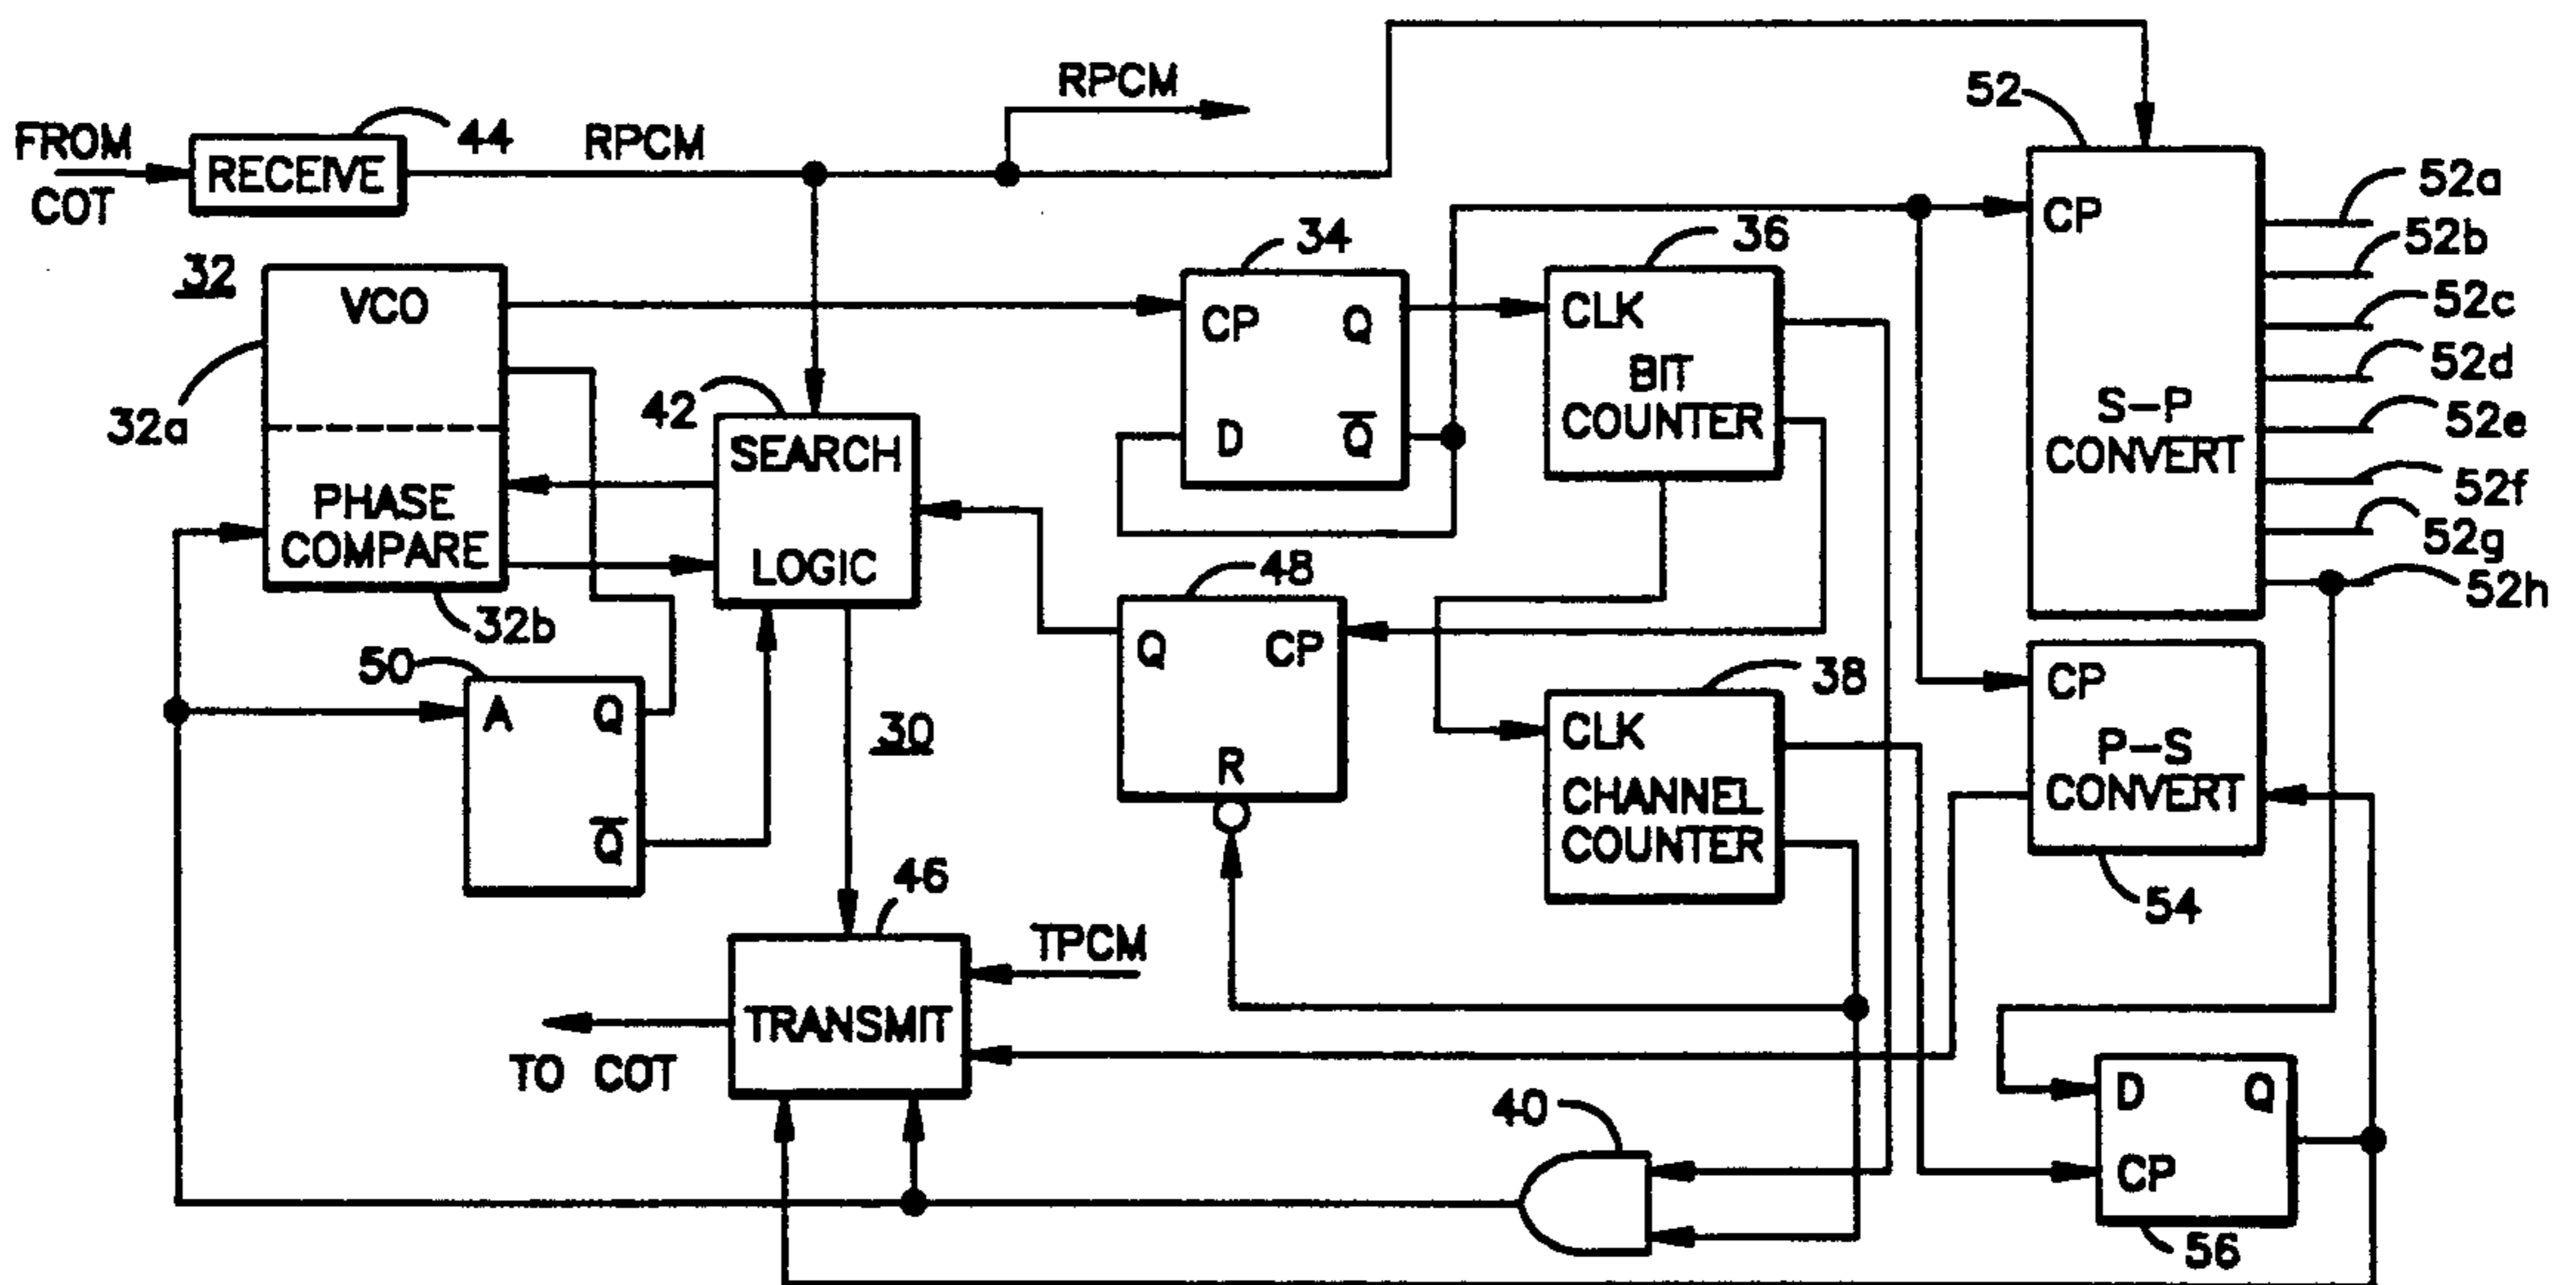 RPCM
FROM
COT
RECEIVE
44
RPCM
52
CP
S-P
CONVERT
52a
52b
52c
52d
52e
52f
52g
52h
32
VCO
32a
PHASE
COMPARE
32b
42
SEARCH
LOGIC
34
CP Q
D Q̅
36
CLK
BIT
COUNTER
48
Q CP
R
50
A Q
Q̅
30
38
CLK
CHANNEL
COUNTER
CP
P-S
CONVERT
54
46
TPCM
TRANSMIT
TO COT
40
D Q
CP
56